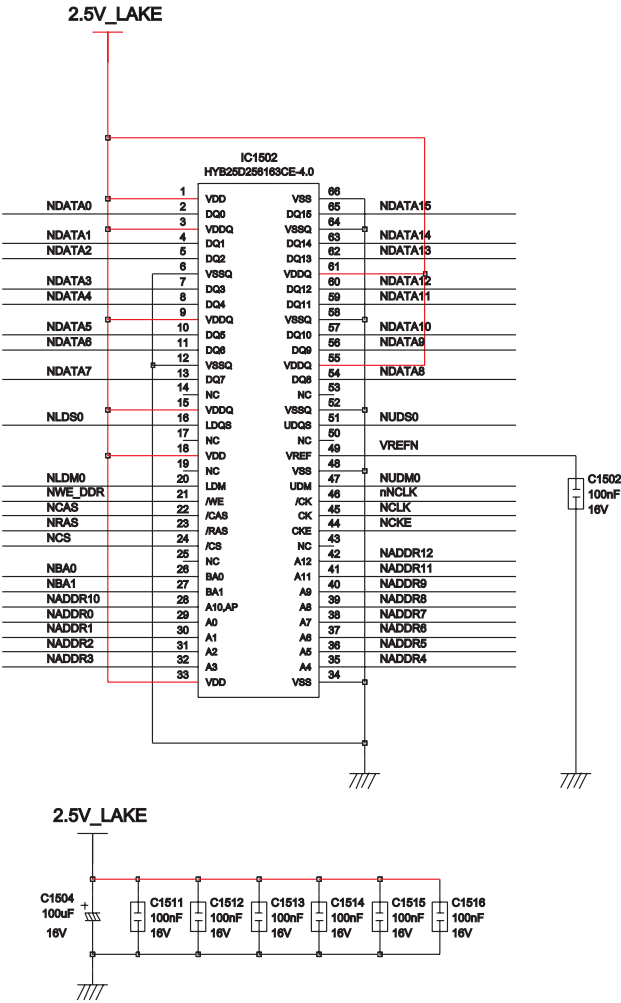 2.5V_LAKE
IC1502
HYB25D256163CE-4.0
1 VDD VSS 66
NDATA0 2 DQ0 DQ15 65 NDATA15
3 VDDQ VSSQ 64
NDATA1 4 DQ1 DQ14 63 NDATA14
NDATA2 5 DQ2 DQ13 62 NDATA13
6 VSSQ VDDQ 61
NDATA3 7 DQ3 DQ12 60 NDATA12
NDATA4 8 DQ4 DQ11 59 NDATA11
9 VDDQ VSSQ 58
NDATA5 10 DQ5 DQ10 57 NDATA10
NDATA6 11 DQ6 DQ9 56 NDATA9
12 VSSQ VDDQ 55
NDATA7 13 DQ7 DQ8 54 NDATA8
14 NC NC 53
15 VDDQ VSSQ 52
NLDS0 16 LDQS UDQS 51 NUDS0
17 NC NC 50
18 VDD VREF 49 VREFN
19 NC VSS 48
NLDM0 20 LDM UDM 47 NUDM0
NWE_DDR 21 /WE /CK 46 nNCLK
NCAS 22 /CAS CK 45 NCLK
NRAS 23 /RAS CKE 44 NCKE
NCS 24 /CS NC 43
25 NC A12 42 NADDR12
NBA0 26 BA0 A11 41 NADDR11
NBA1 27 BA1 A9 40 NADDR9
NADDR10 28 A10,AP A8 39 NADDR8
NADDR0 29 A0 A7 38 NADDR7
NADDR1 30 A1 A6 37 NADDR6
NADDR2 31 A2 A5 36 NADDR5
NADDR3 32 A3 A4 35 NADDR4
33 VDD VSS 34
C1502
100nF
16V
2.5V_LAKE
C1504 C1511 C1512 C1513 C1514 C1515 C1516
+
100uF 100nF 100nF 100nF 100nF 100nF 100nF
16V 16V 16V 16V 16V 16V 16V